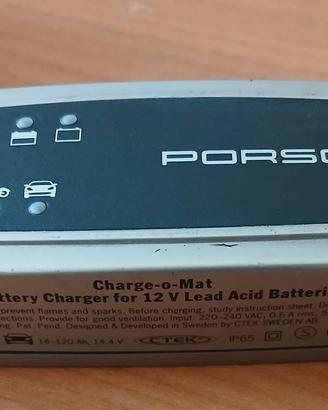 PORSC
Charge-o-Mat
ttery Charger for 12 V Lead Acid Batteri
prevent flames and sparks. Before charging, study instruction sheet. D
ections. Provide for good ventilation. Input: 220–240 VAC, 0.6 A rms, 5
ng. Pat. Pend. Designed & Developed in Sweden by CTEK SWEDEN AB
14–120 Ah, 14.4 V CTEK IP65 S